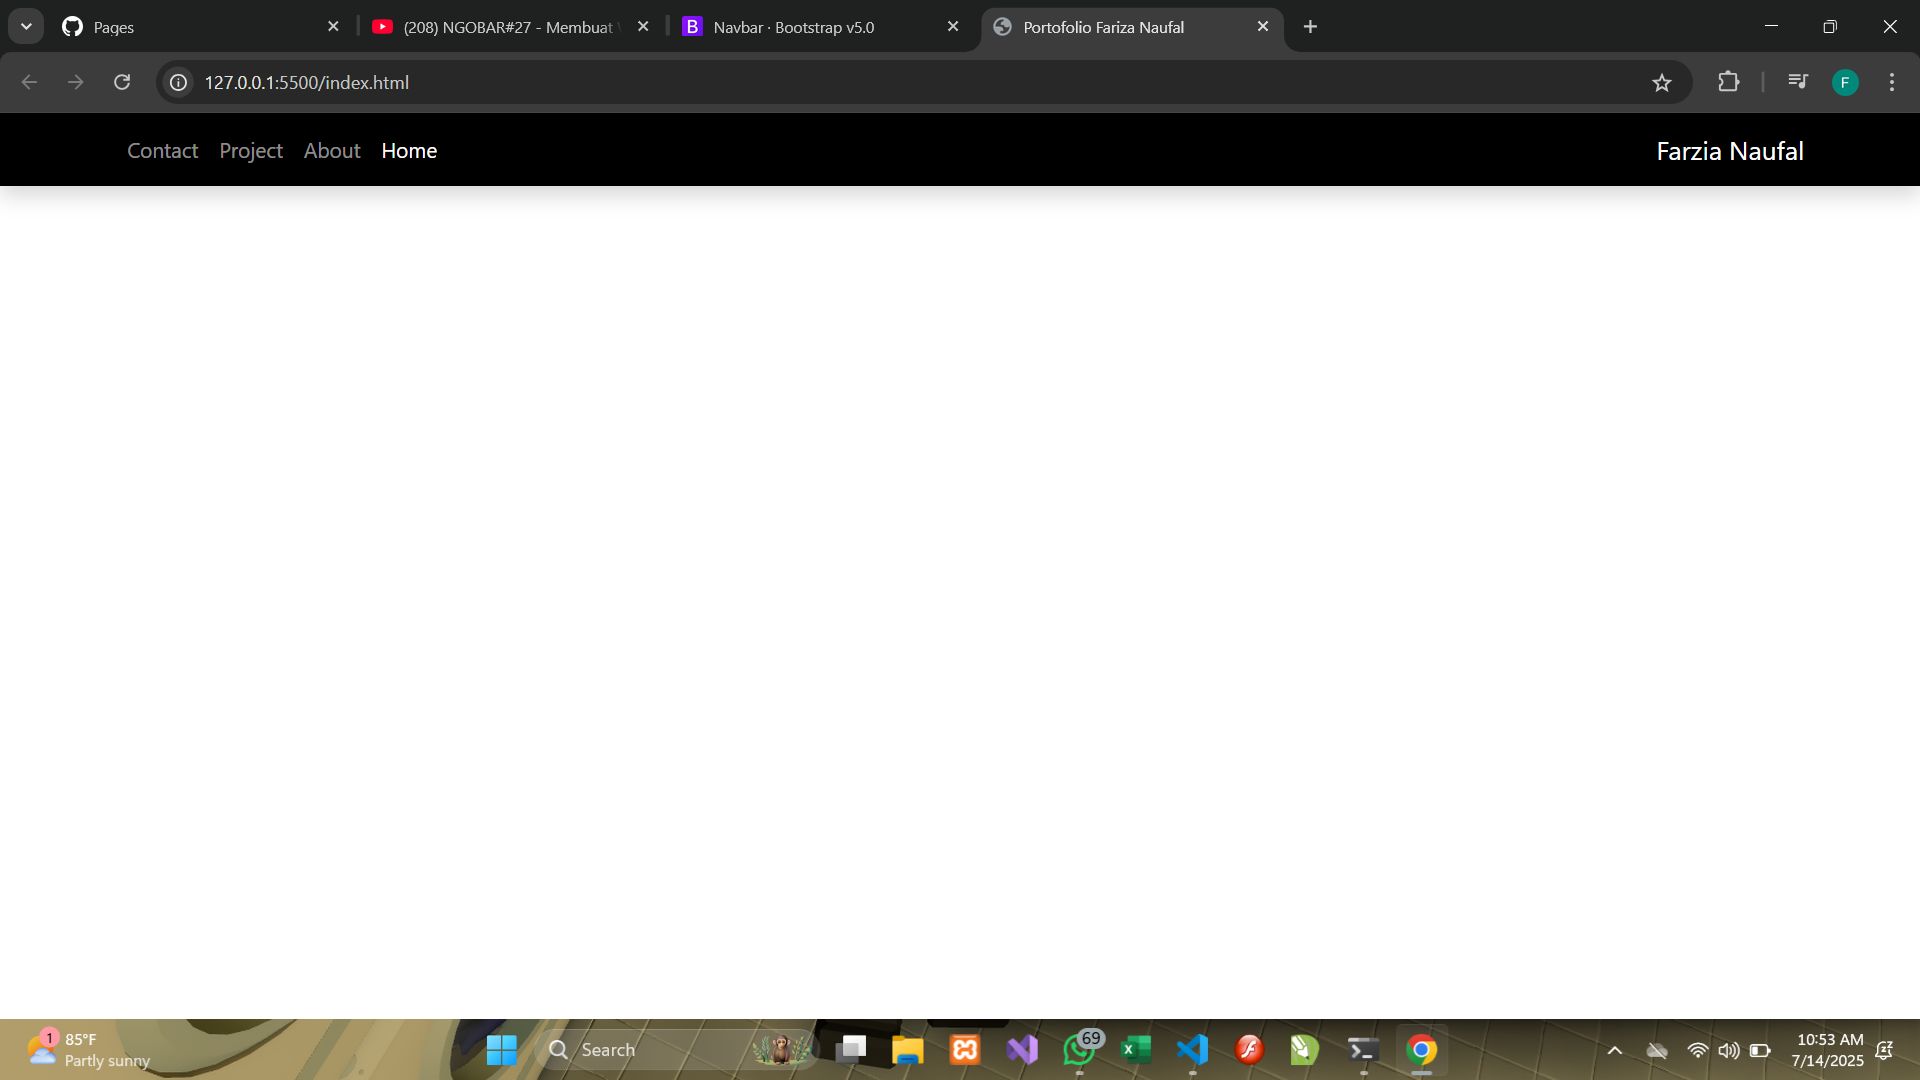 Pages
(208) NGOBAR#27 - Membuat
Navbar · Bootstrap v5.0
Portofolio Fariza Naufal
127.0.0.1:5500/index.html
F
Contact Project About Home
Farzia Naufal
1
85°F
Partly sunny
Search
69
10:53 AM
7/14/2025